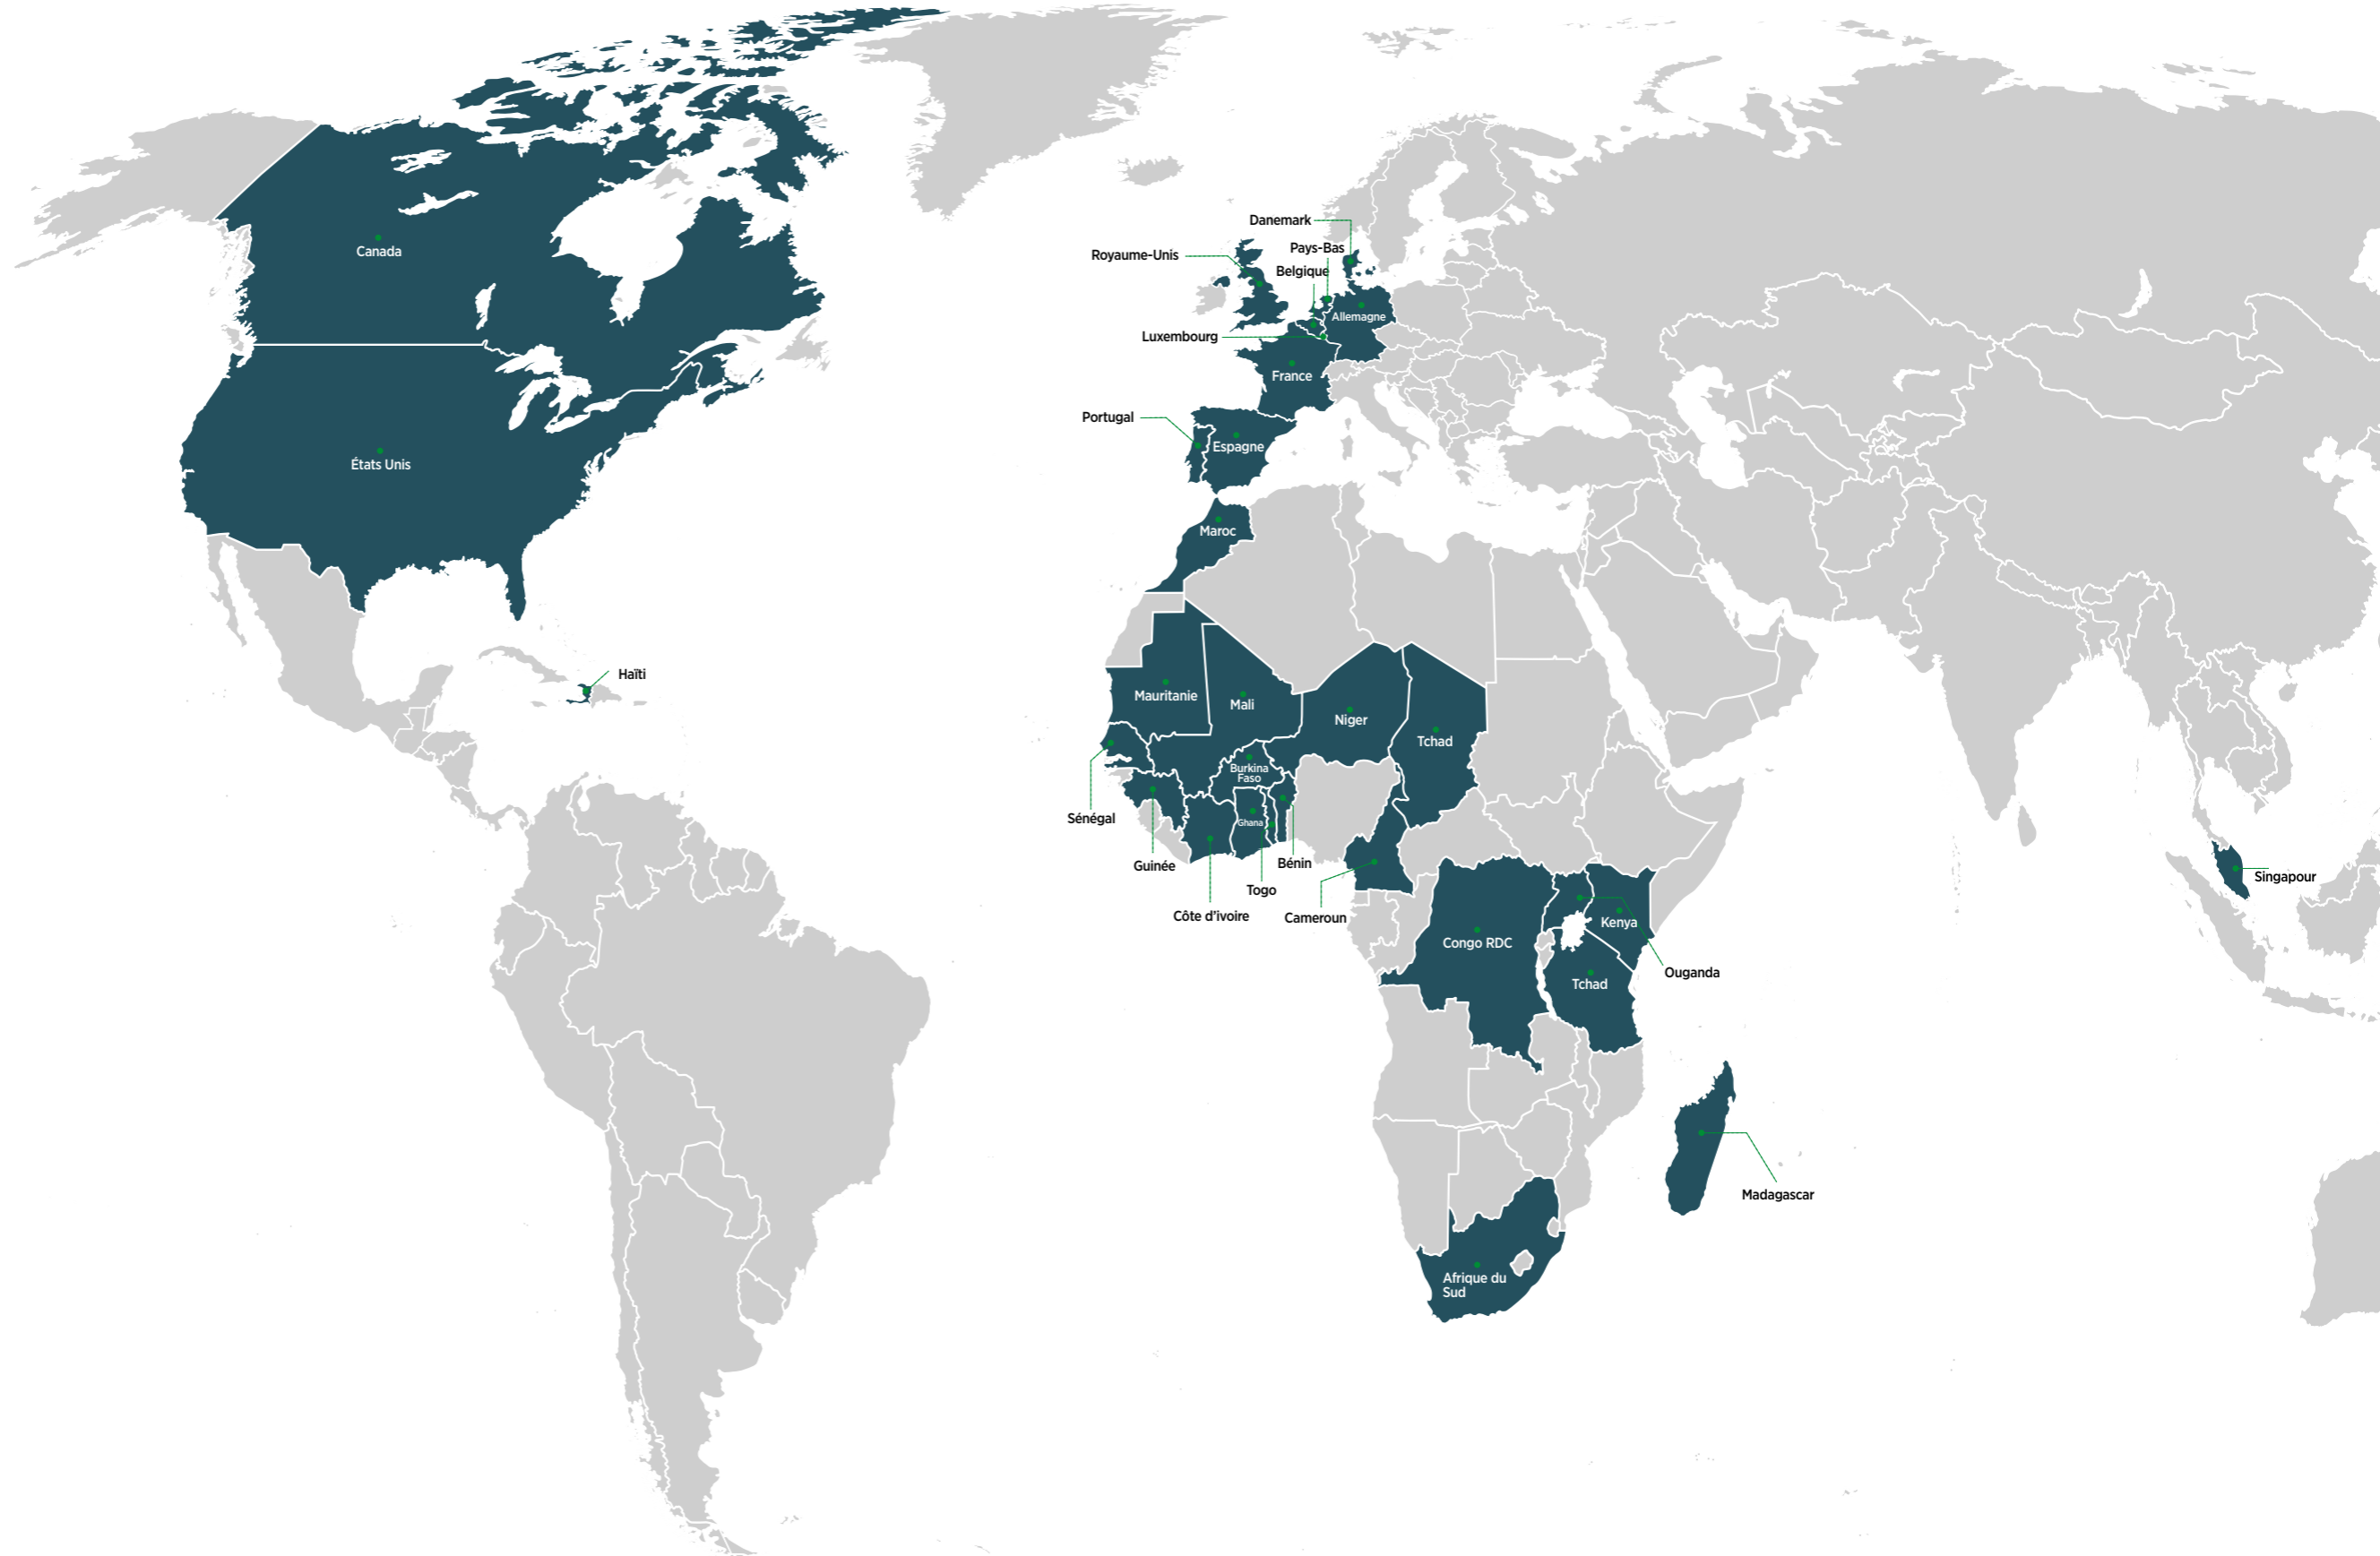 Danemark
Pays-Bas
Canada
Royaume-Unis
Belgique
Allemagne
Luxembourg
France
Portugal
Espagne
États Unis
Maroc
Haïti
Mauritanie
Mali
Niger
Tchad
Burkina
Faso
Sénégal
Ghana
Guinée
Bénin
Togo
Singapour
Côte d'ivoire
Cameroun
Kenya
Congo RDC
Ouganda
Tchad
Madagascar
Afrique du
Sud